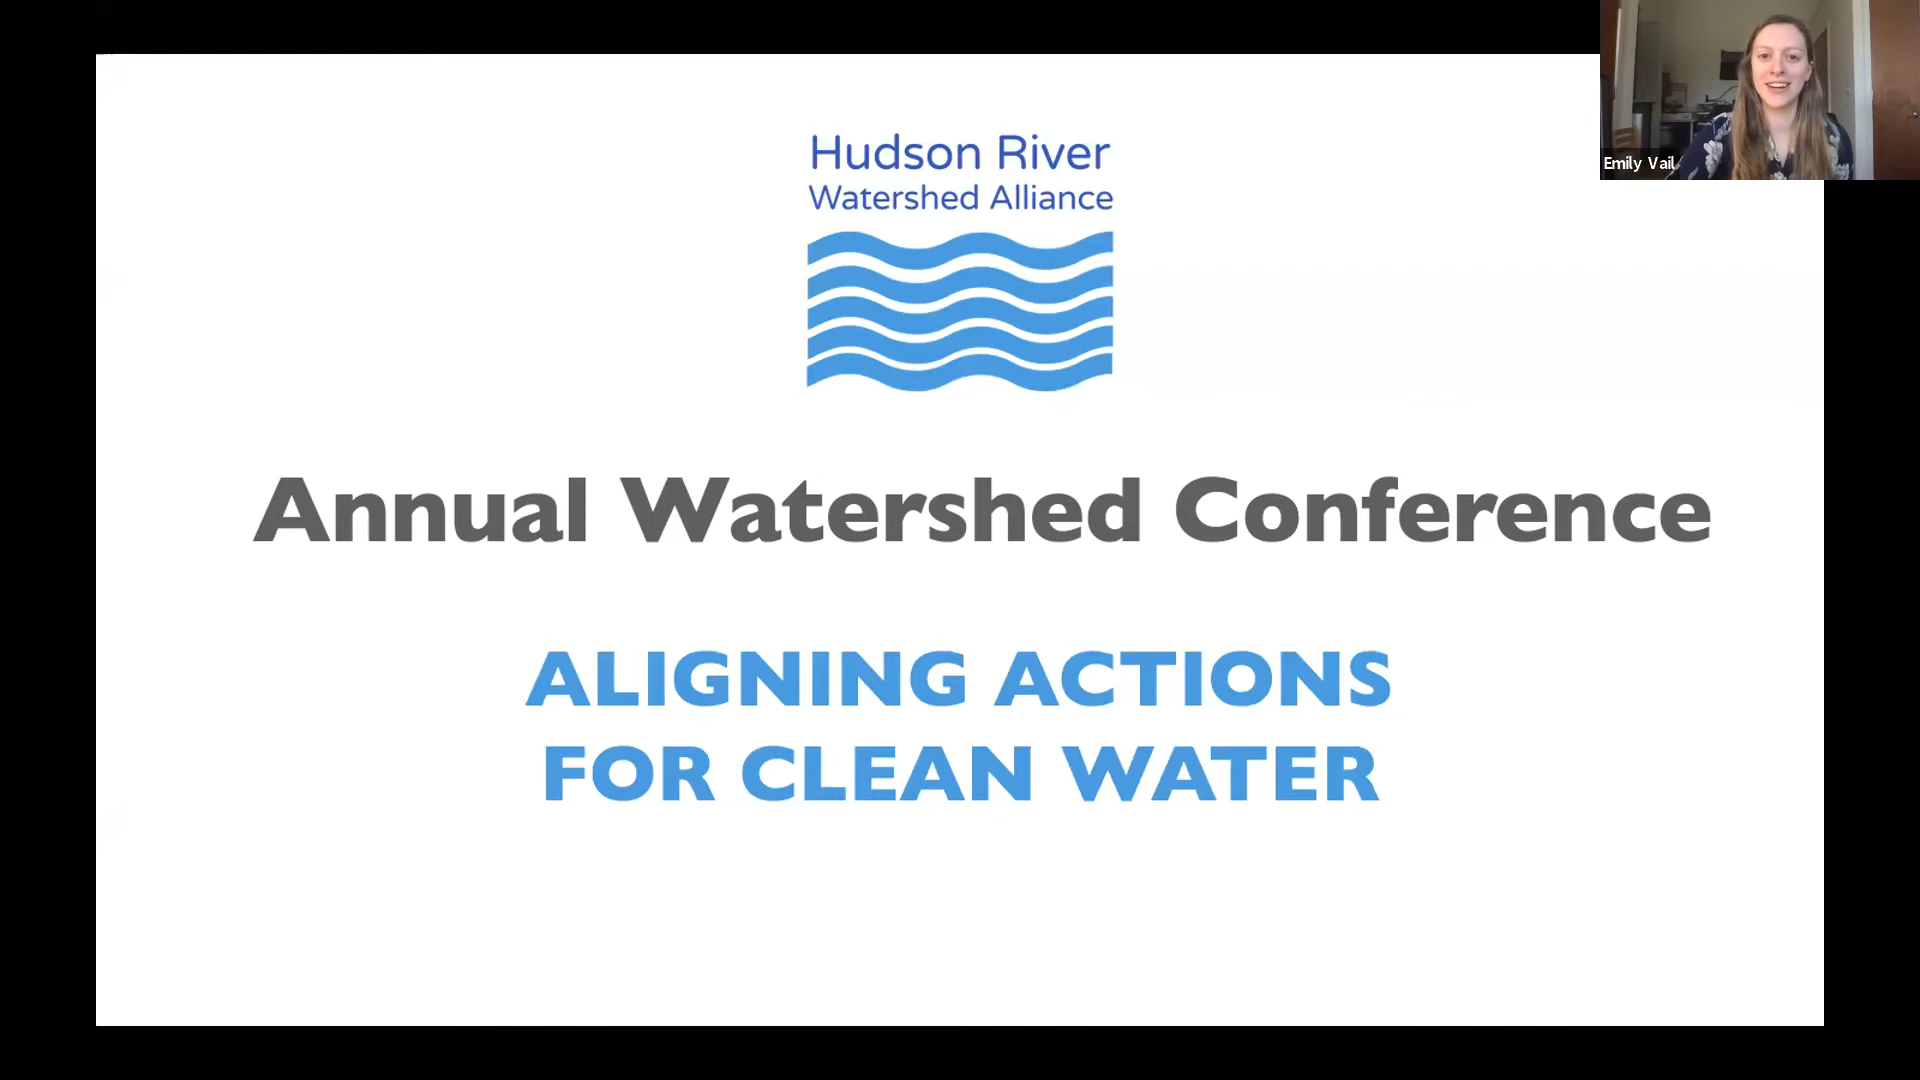 Hudson River
Watershed Alliance
Emily Vail
Annual Watershed Conference
ALIGNING ACTIONS
FOR CLEAN WATER